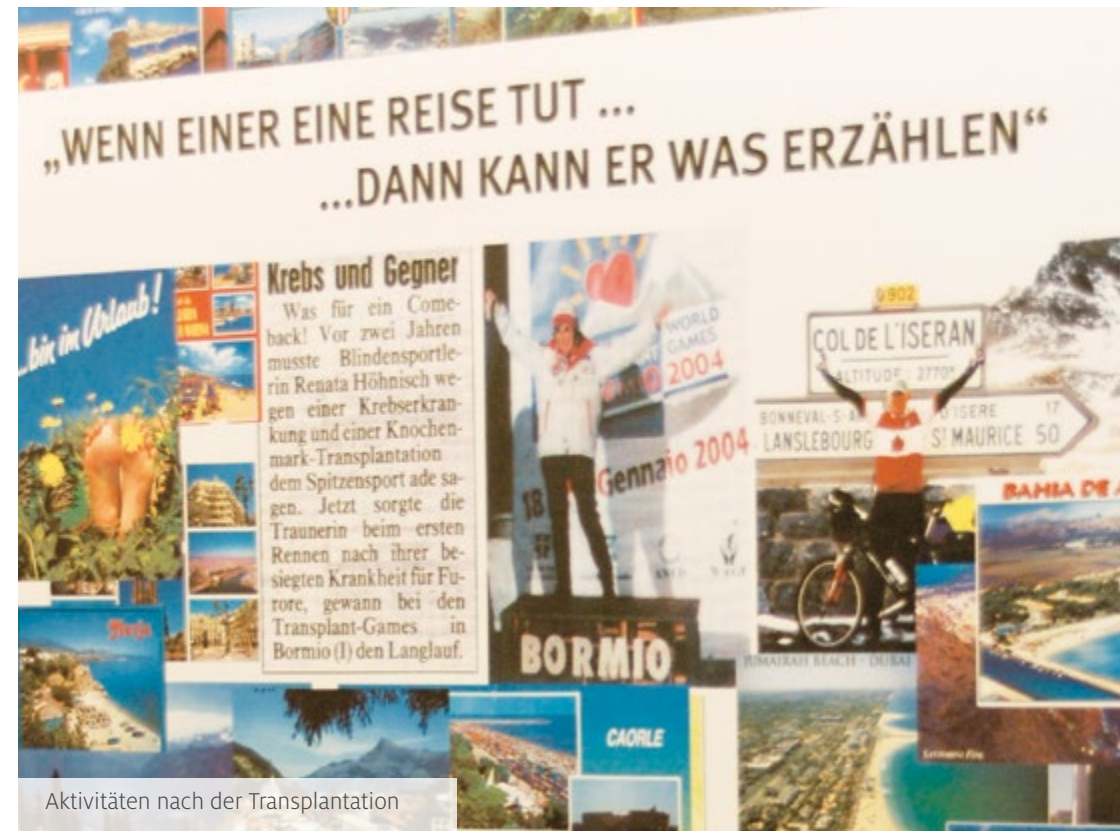 „WENN EINER EINE REISE TUT ...
...DANN KANN ER WAS ERZÄHLEN“
...bin im Urlaub!
Krebs und Gegner
Was für ein Come-
back! Vor zwei Jahren
musste Blindensportle-
rin Renata Höhnisch we-
gen einer Krebserkran-
kung und einer Knochen-
mark-Transplantation
dem Spitzensport ade sa-
gen. Jetzt sorgte die
Traunerin beim ersten
Rennen nach ihrer be-
siegten Krankheit für Fu-
rore, gewann bei den
Transplant-Games in
Bormio (I) den Langlauf.
WORLD
GAMES
2004
18
Gennaio 2004
BORMIO
902
COL DE L'ISERAN
ALTITUDE : 2770
BONNEVAL-S-A
LANSLEBOURG
D'ISERE 17
St MAURICE 50
BAHIA DE
Nerja
CAORLE
JUMAIRAH BEACH - DUBAI
Aktivitäten nach der Transplantation